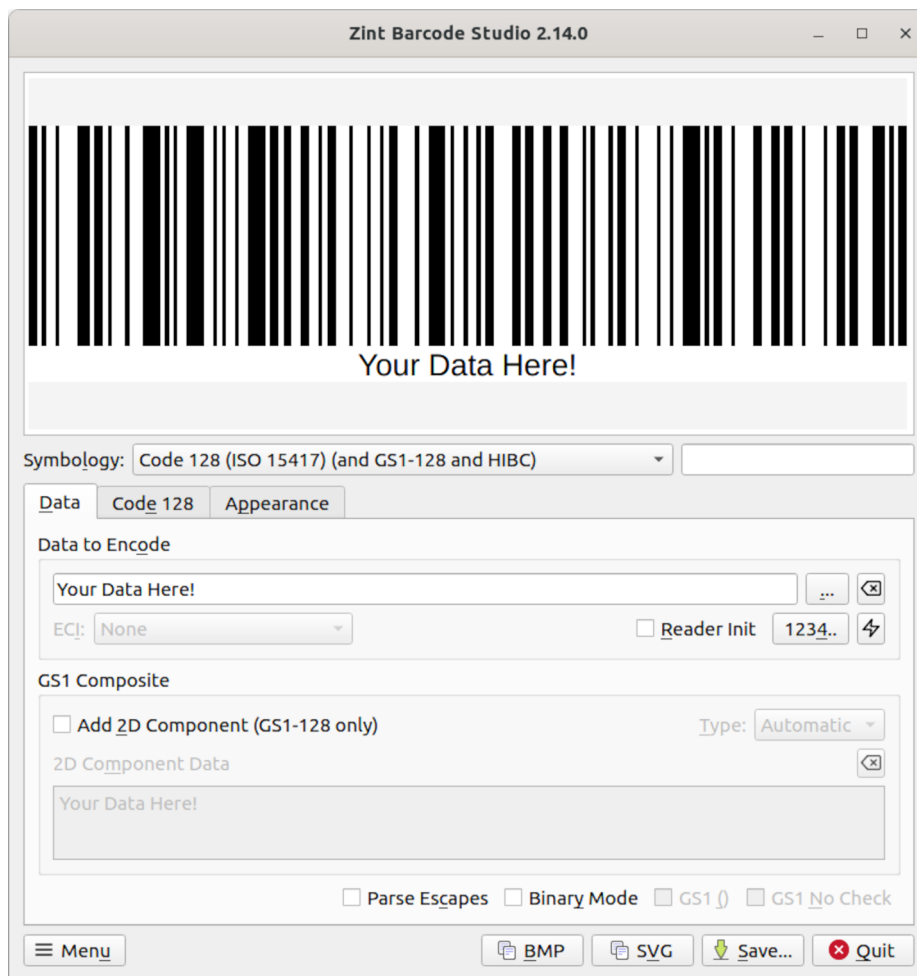 Zint Barcode Studio 2.14.0
Your Data Here!
Symbology: Code 128 (ISO 15417) (and GS1-128 and HIBC)
Data Code 128 Appearance
Data to Encode
Your Data Here! ...
ECI: None Reader Init 1234..
GS1 Composite
Add 2D Component (GS1-128 only) Type: Automatic
2D Component Data
Your Data Here!
Parse Escapes Binary Mode GS1 () GS1 No Check
Menu BMP SVG Save... Quit